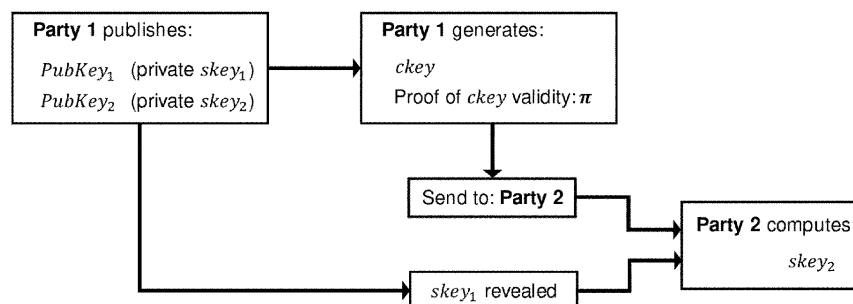 Party 1 publishes:
PubKey₁ (private skey₁)
PubKey₂ (private skey₂)
Party 1 generates:
ckey
Proof of ckey validity: π
Send to: Party 2
Party 2 computes
skey₂
skey₁ revealed